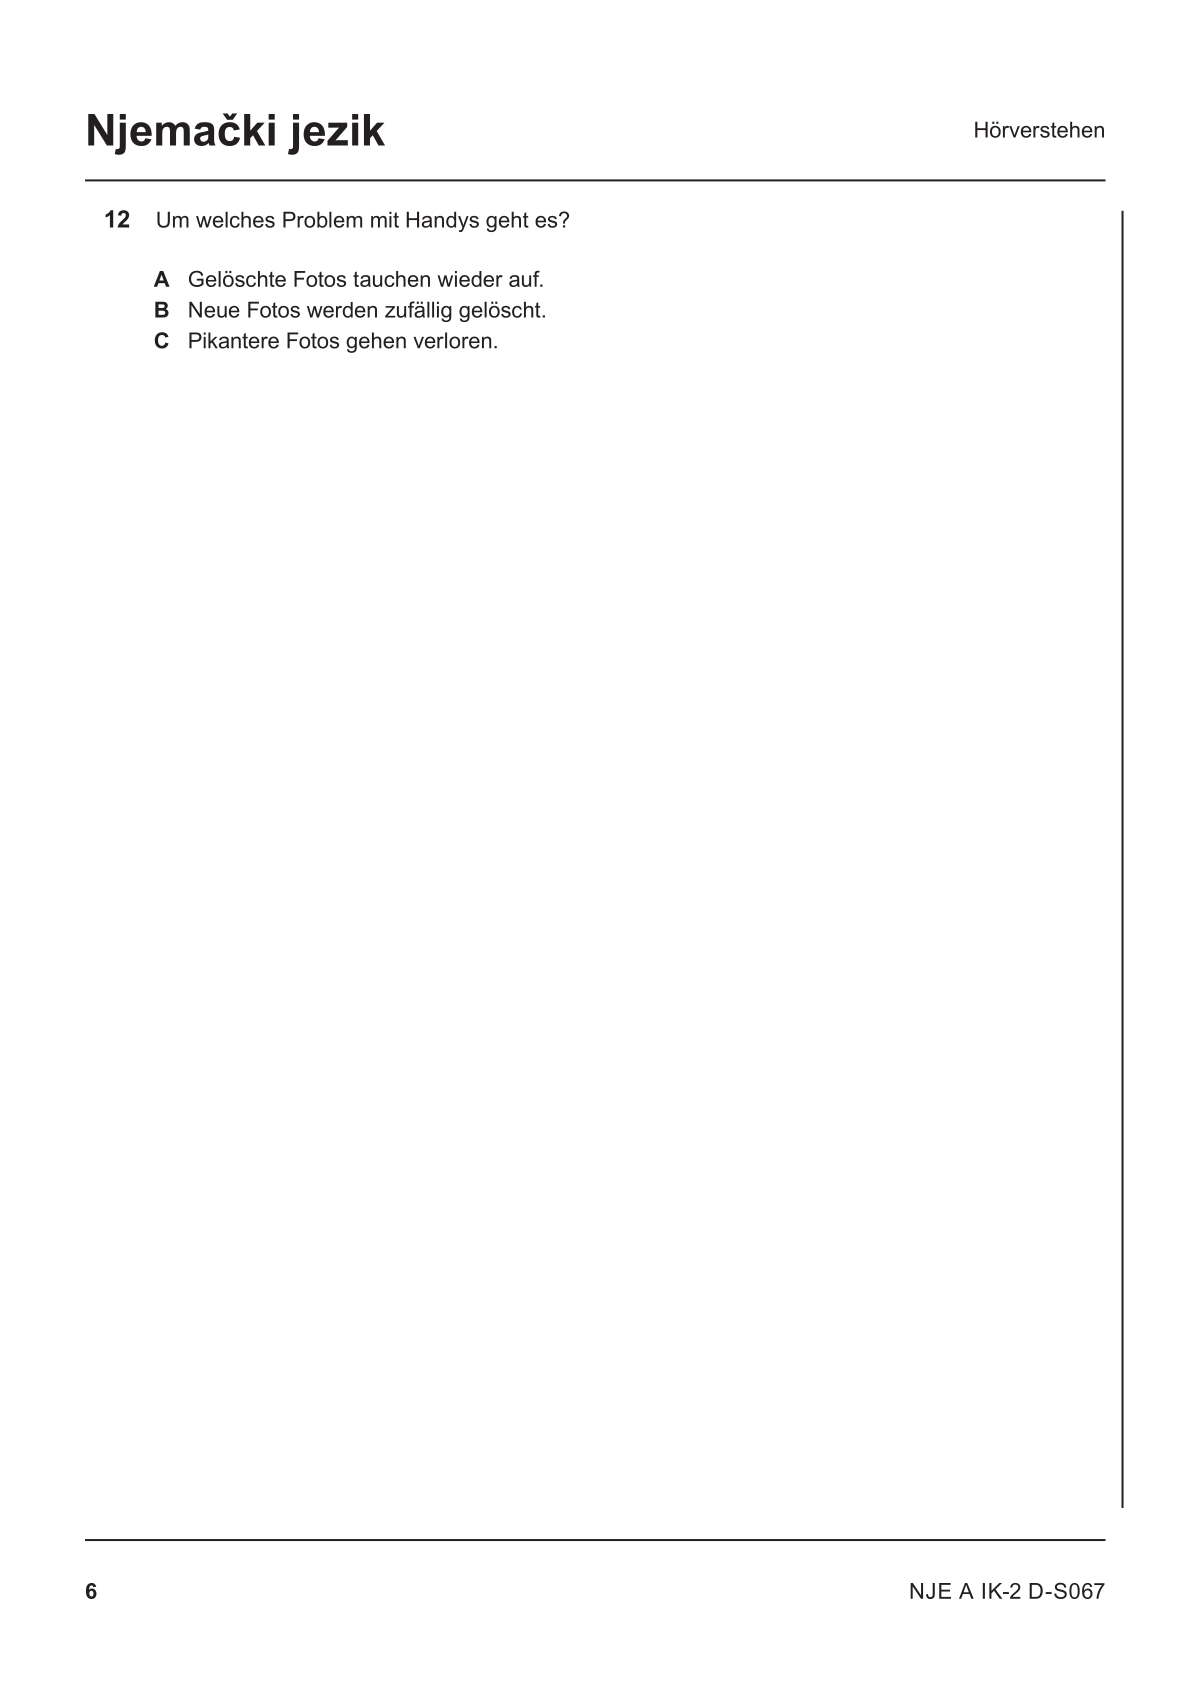 Njemački jezik
Hörverstehen
12 Um welches Problem mit Handys geht es?
A Gelöschte Fotos tauchen wieder auf.
B Neue Fotos werden zufällig gelöscht.
C Pikantere Fotos gehen verloren.
6
NJE A IK-2 D-S067